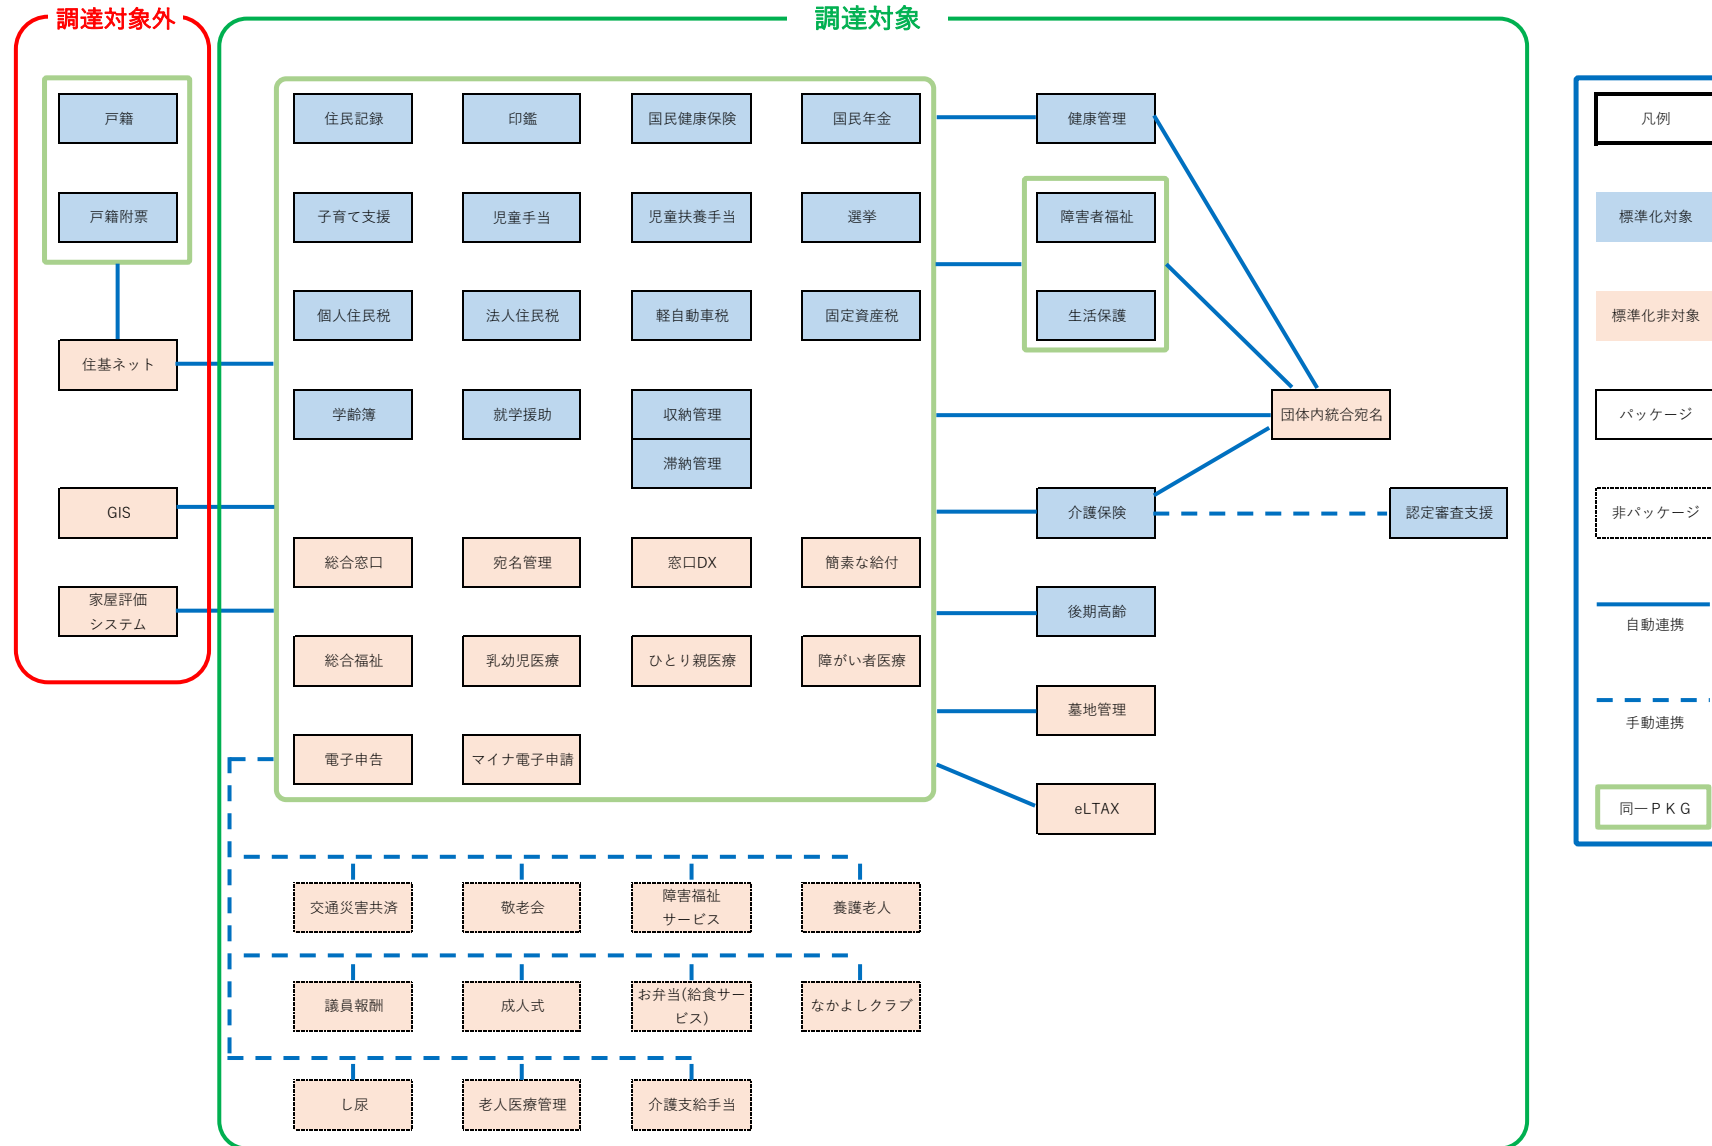 調達対象外
調達対象
戸籍
住民記録
印鑑
国民健康保険
国民年金
健康管理
凡例
戸籍附票
子育て支援
児童手当
児童扶養手当
選挙
障害者福祉
標準化対象
個人住民税
法人住民税
軽自動車税
固定資産税
生活保護
標準化非対象
住基ネット
学齢簿
就学援助
収納管理
団体内統合宛名
パッケージ
滞納管理
GIS
介護保険
認定審査支援
非パッケージ
総合窓口
宛名管理
窓口DX
簡素な給付
家屋評価
システム
後期高齢
自動連携
総合福祉
乳幼児医療
ひとり親医療
障がい者医療
墓地管理
手動連携
電子申告
マイナ電子申請
eLTAX
同一ＰＫＧ
交通災害共済
敬老会
障害福祉
サービス
養護老人
議員報酬
成人式
お弁当(給食サー
ビス)
なかよしクラブ
し尿
老人医療管理
介護支給手当